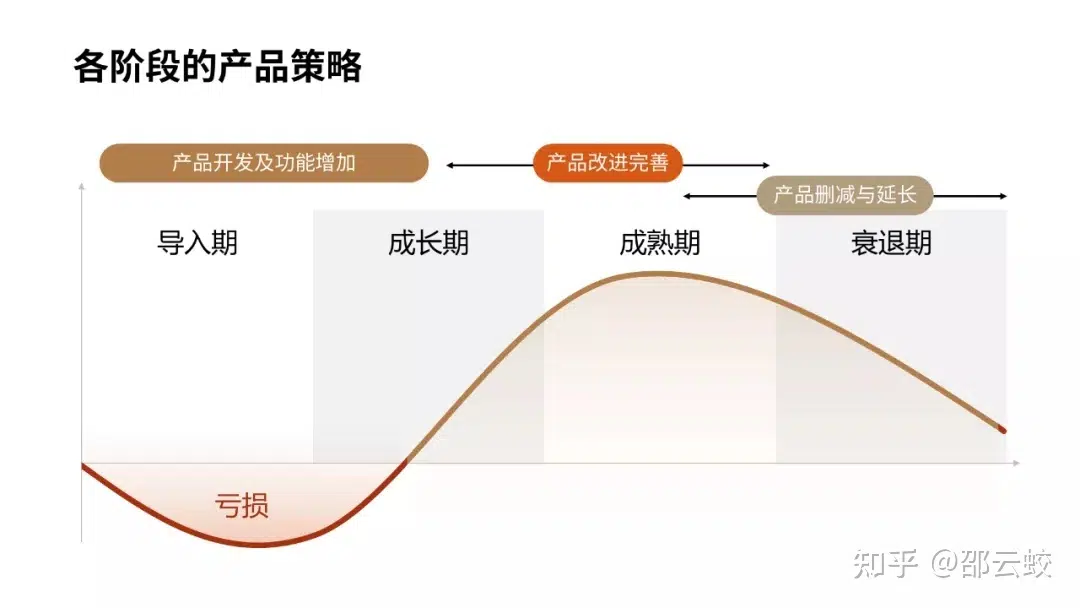 各阶段的产品策略
产品开发及功能增加
产品改进完善
产品删减与延长
导入期
成长期
成熟期
衰退期
亏损
知乎 @邵云蛟